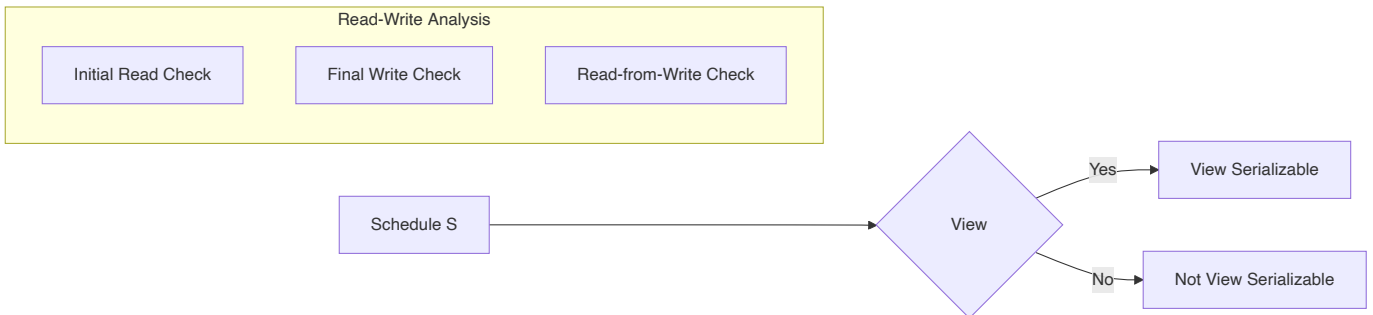 Read-Write Analysis
Initial Read Check
Final Write Check
Read-from-Write Check
Schedule S
View
Yes
View Serializable
No
Not View Serializable